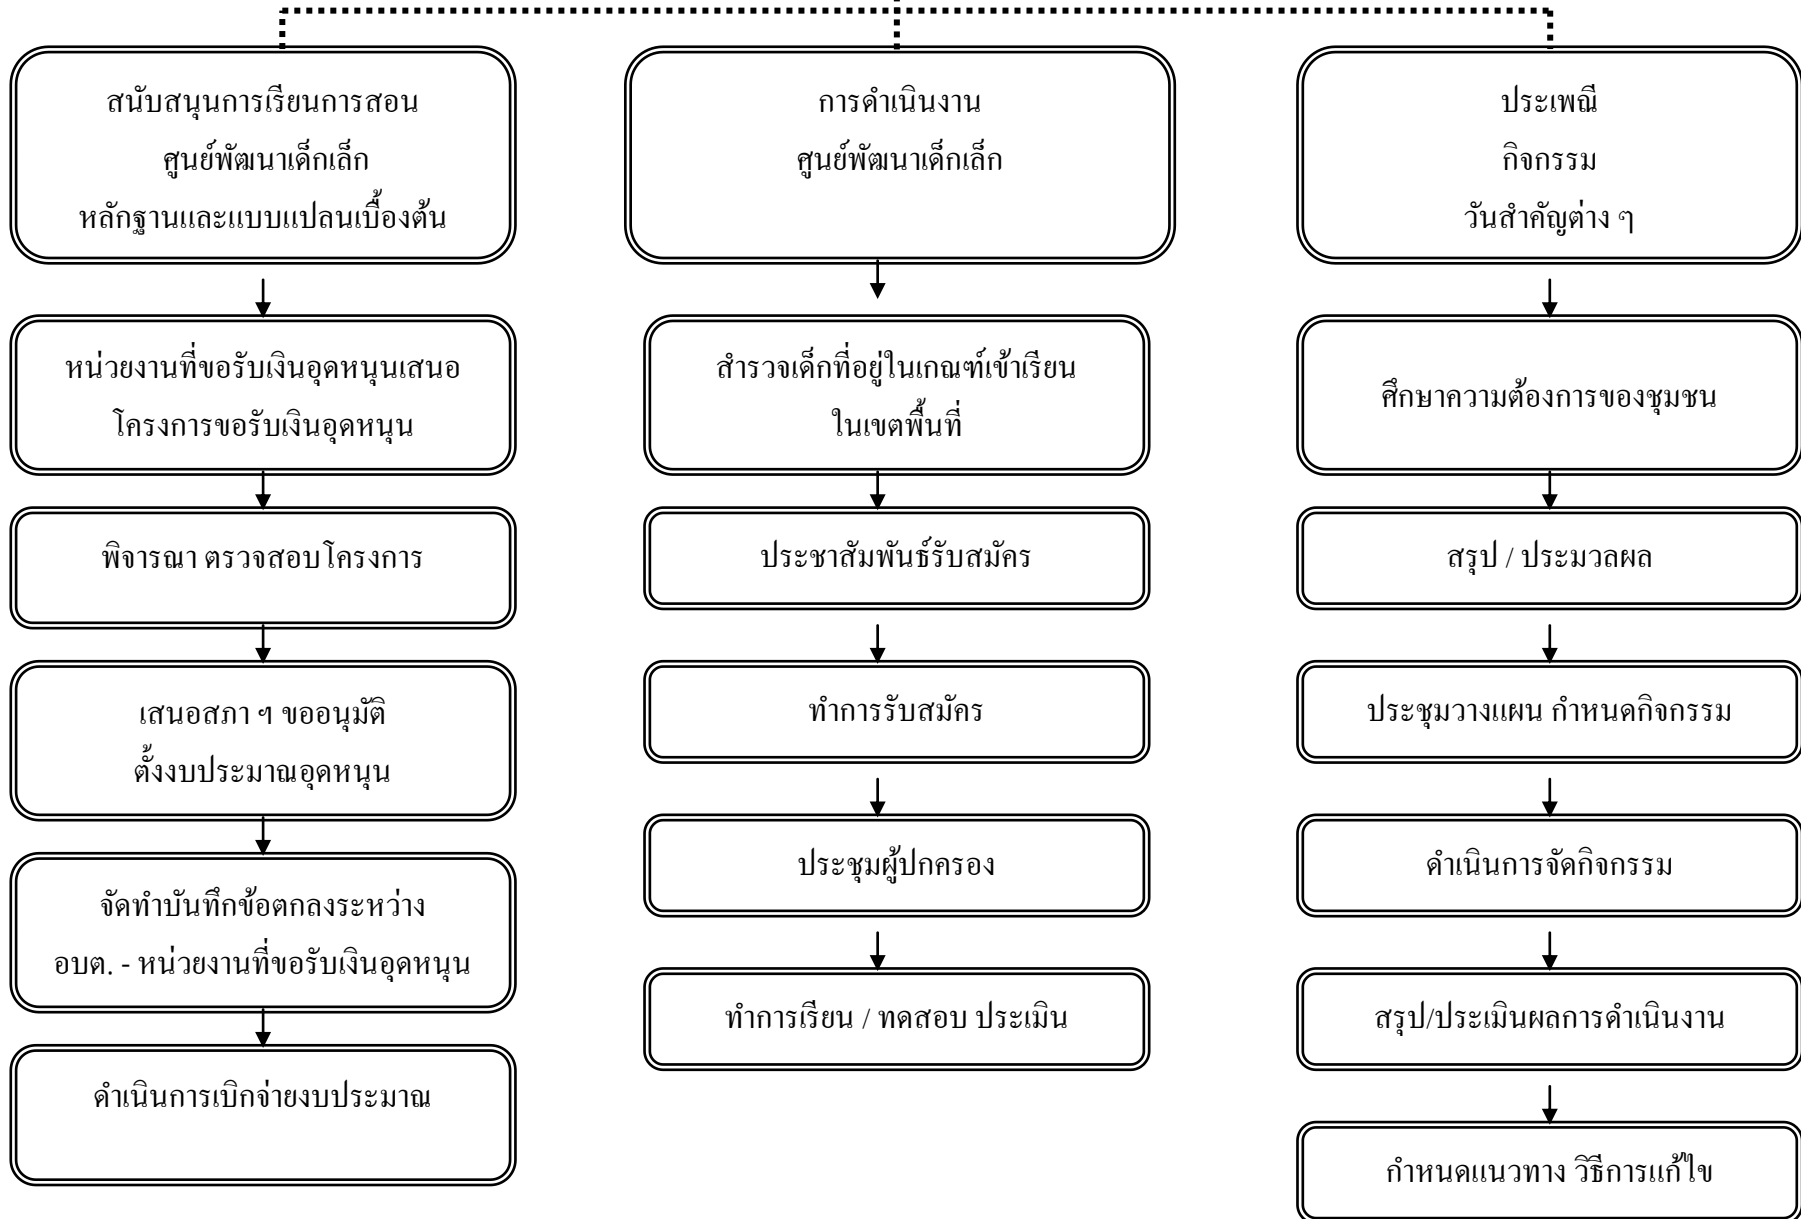 สนับสนุนการเรียนการสอน
ศูนย์พัฒนาเด็กเล็ก
หลักฐานและแบบแปลนเบื้องต้น
หน่วยงานที่ขอรับเงินอุดหนุนเสนอ
โครงการขอรับเงินอุดหนุน
พิจารณา ตรวจสอบโครงการ
เสนอสภา ฯ ขออนุมัติ
ตั้งงบประมาณอุดหนุน
จัดทำบันทึกข้อตกลงระหว่าง
อบต. - หน่วยงานที่ขอรับเงินอุดหนุน
ดำเนินการเบิกจ่ายงบประมาณ
การดำเนินงาน
ศูนย์พัฒนาเด็กเล็ก
สำรวจเด็กที่อยู่ในเกณฑ์เข้าเรียน
ในเขตพื้นที่
ประชาสัมพันธ์รับสมัคร
ทำการรับสมัคร
ประชุมผู้ปกครอง
ทำการเรียน / ทดสอบ ประเมิน
ประเพณี
กิจกรรม
วันสำคัญต่าง ๆ
ศึกษาความต้องการของชุมชน
สรุป / ประมวลผล
ประชุมวางแผน กำหนดกิจกรรม
ดำเนินการจัดกิจกรรม
สรุป/ประเมินผลการดำเนินงาน
กำหนดแนวทาง วิธีการแก้ไข